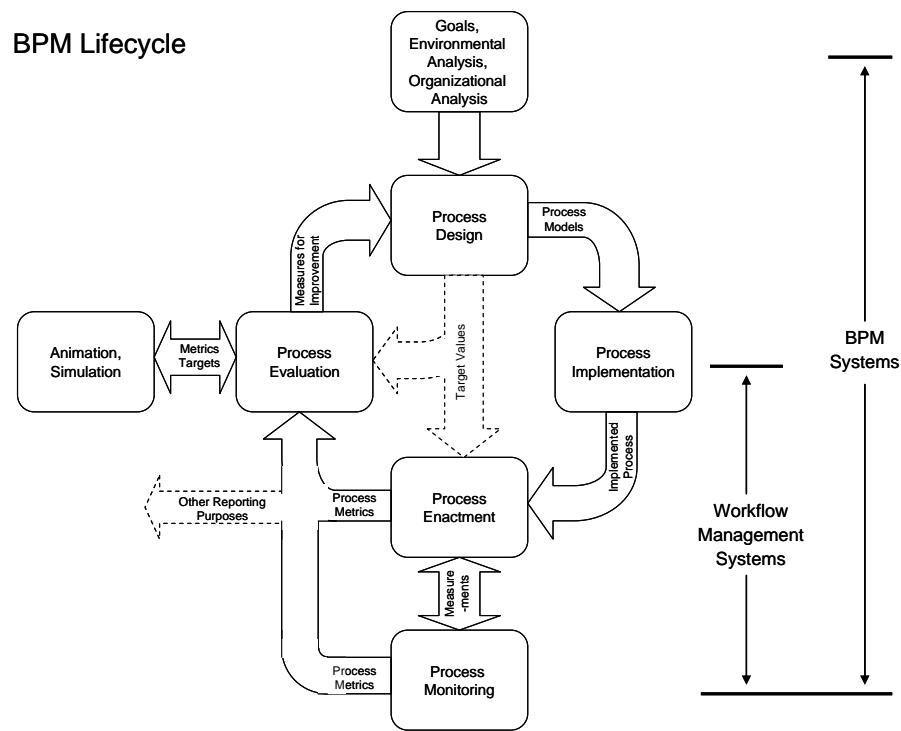 BPM Lifecycle
Goals,
Environmental
Analysis,
Organizational
Analysis
Process
Design
Process
Models
Measures for
Improvement
Animation,
Simulation
Metrics
Targets
Process
Evaluation
Target Values
Process
Implementation
BPM
Systems
Implemented
Process
Other Reporting
Purposes
Process
Metrics
Process
Enactment
Workflow
Management
Systems
Measure
-ments
Process
Metrics
Process
Monitoring